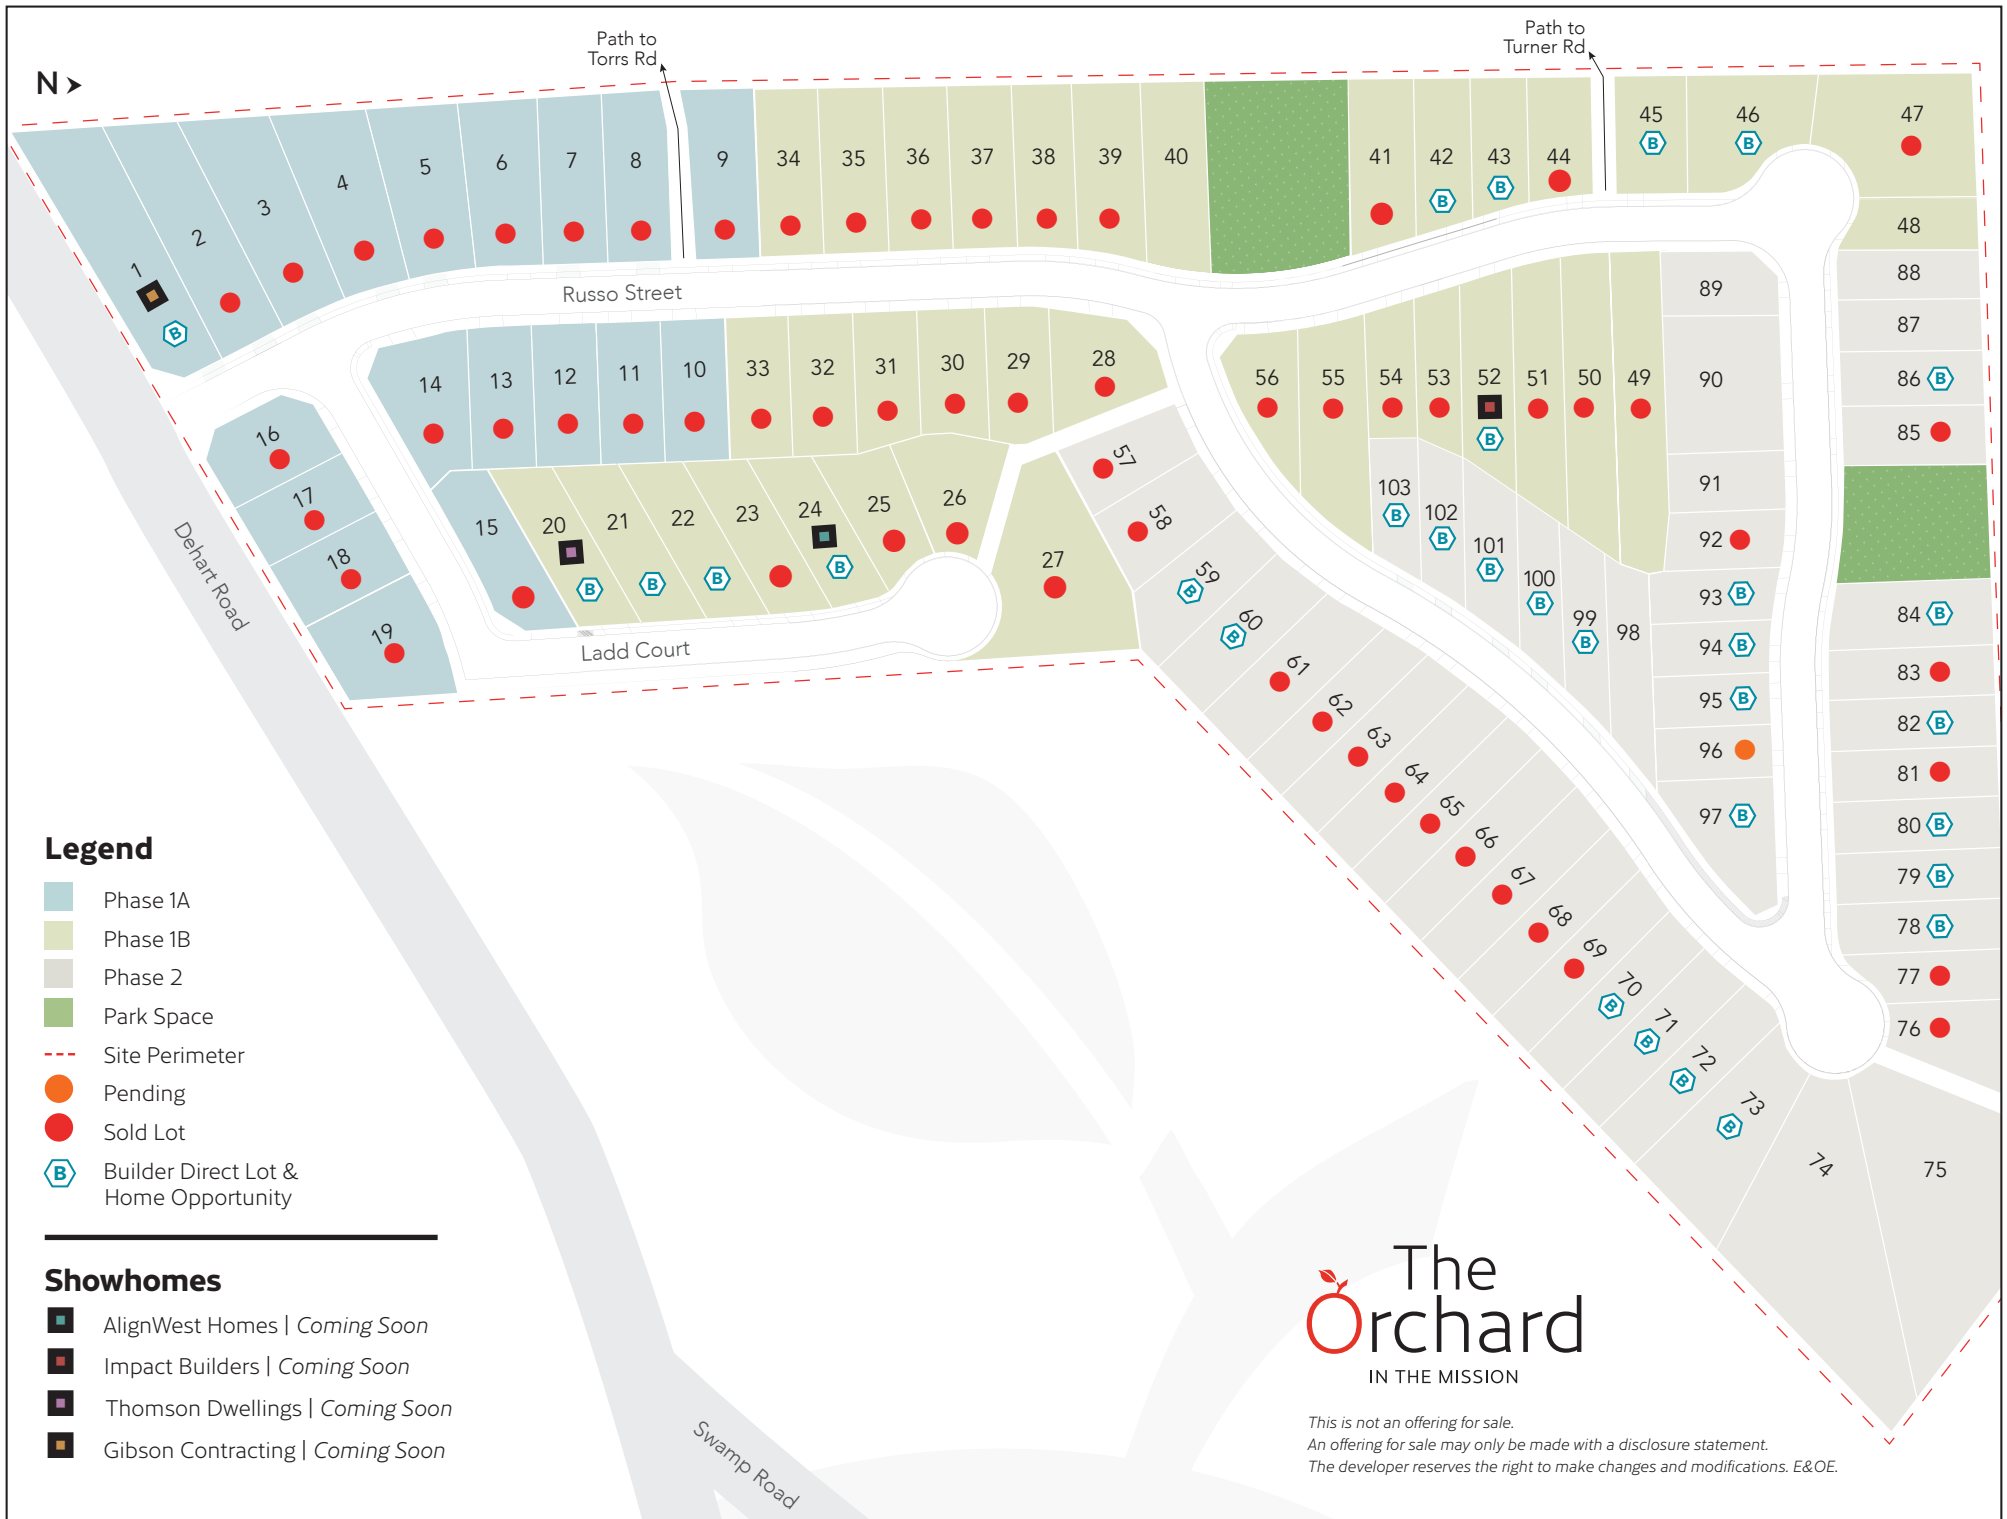 Path to
Torrs Rd
Path to
Turner Rd
N
1
2
3
4
5
6
7
8
9
34
35
36
37
38
39
40
41
42
B
43
B
44
45
B
46
B
47
48
88
87
86 B
85
B
Russo Street
14
13
12
11
10
33
32
31
30
29
28
56
55
54
53
52
B
51
50
49
89
90
91
92
93 B
94 B
95 B
96
97 B
16
17
18
19
15
20
B
21
B
22
B
23
24
B
25
26
27
Ladd Court
Dehart Road
57
58
59
B
60
B
61
62
63
64
65
66
67
68
69
70
B
71
B
72
B
73
B
74
75
103
B
102
B
101
B
100
B
99
B
98
84 B
83
82 B
81
80 B
79 B
78 B
77
76
Legend
Phase 1A
Phase 1B
Phase 2
Park Space
Site Perimeter
Pending
Sold Lot
B
Builder Direct Lot &
Home Opportunity
Showhomes
AlignWest Homes | Coming Soon
Impact Builders | Coming Soon
Thomson Dwellings | Coming Soon
Gibson Contracting | Coming Soon
Swamp Road
The
Orchard
IN THE MISSION
This is not an offering for sale.
An offering for sale may only be made with a disclosure statement.
The developer reserves the right to make changes and modifications. E&OE.